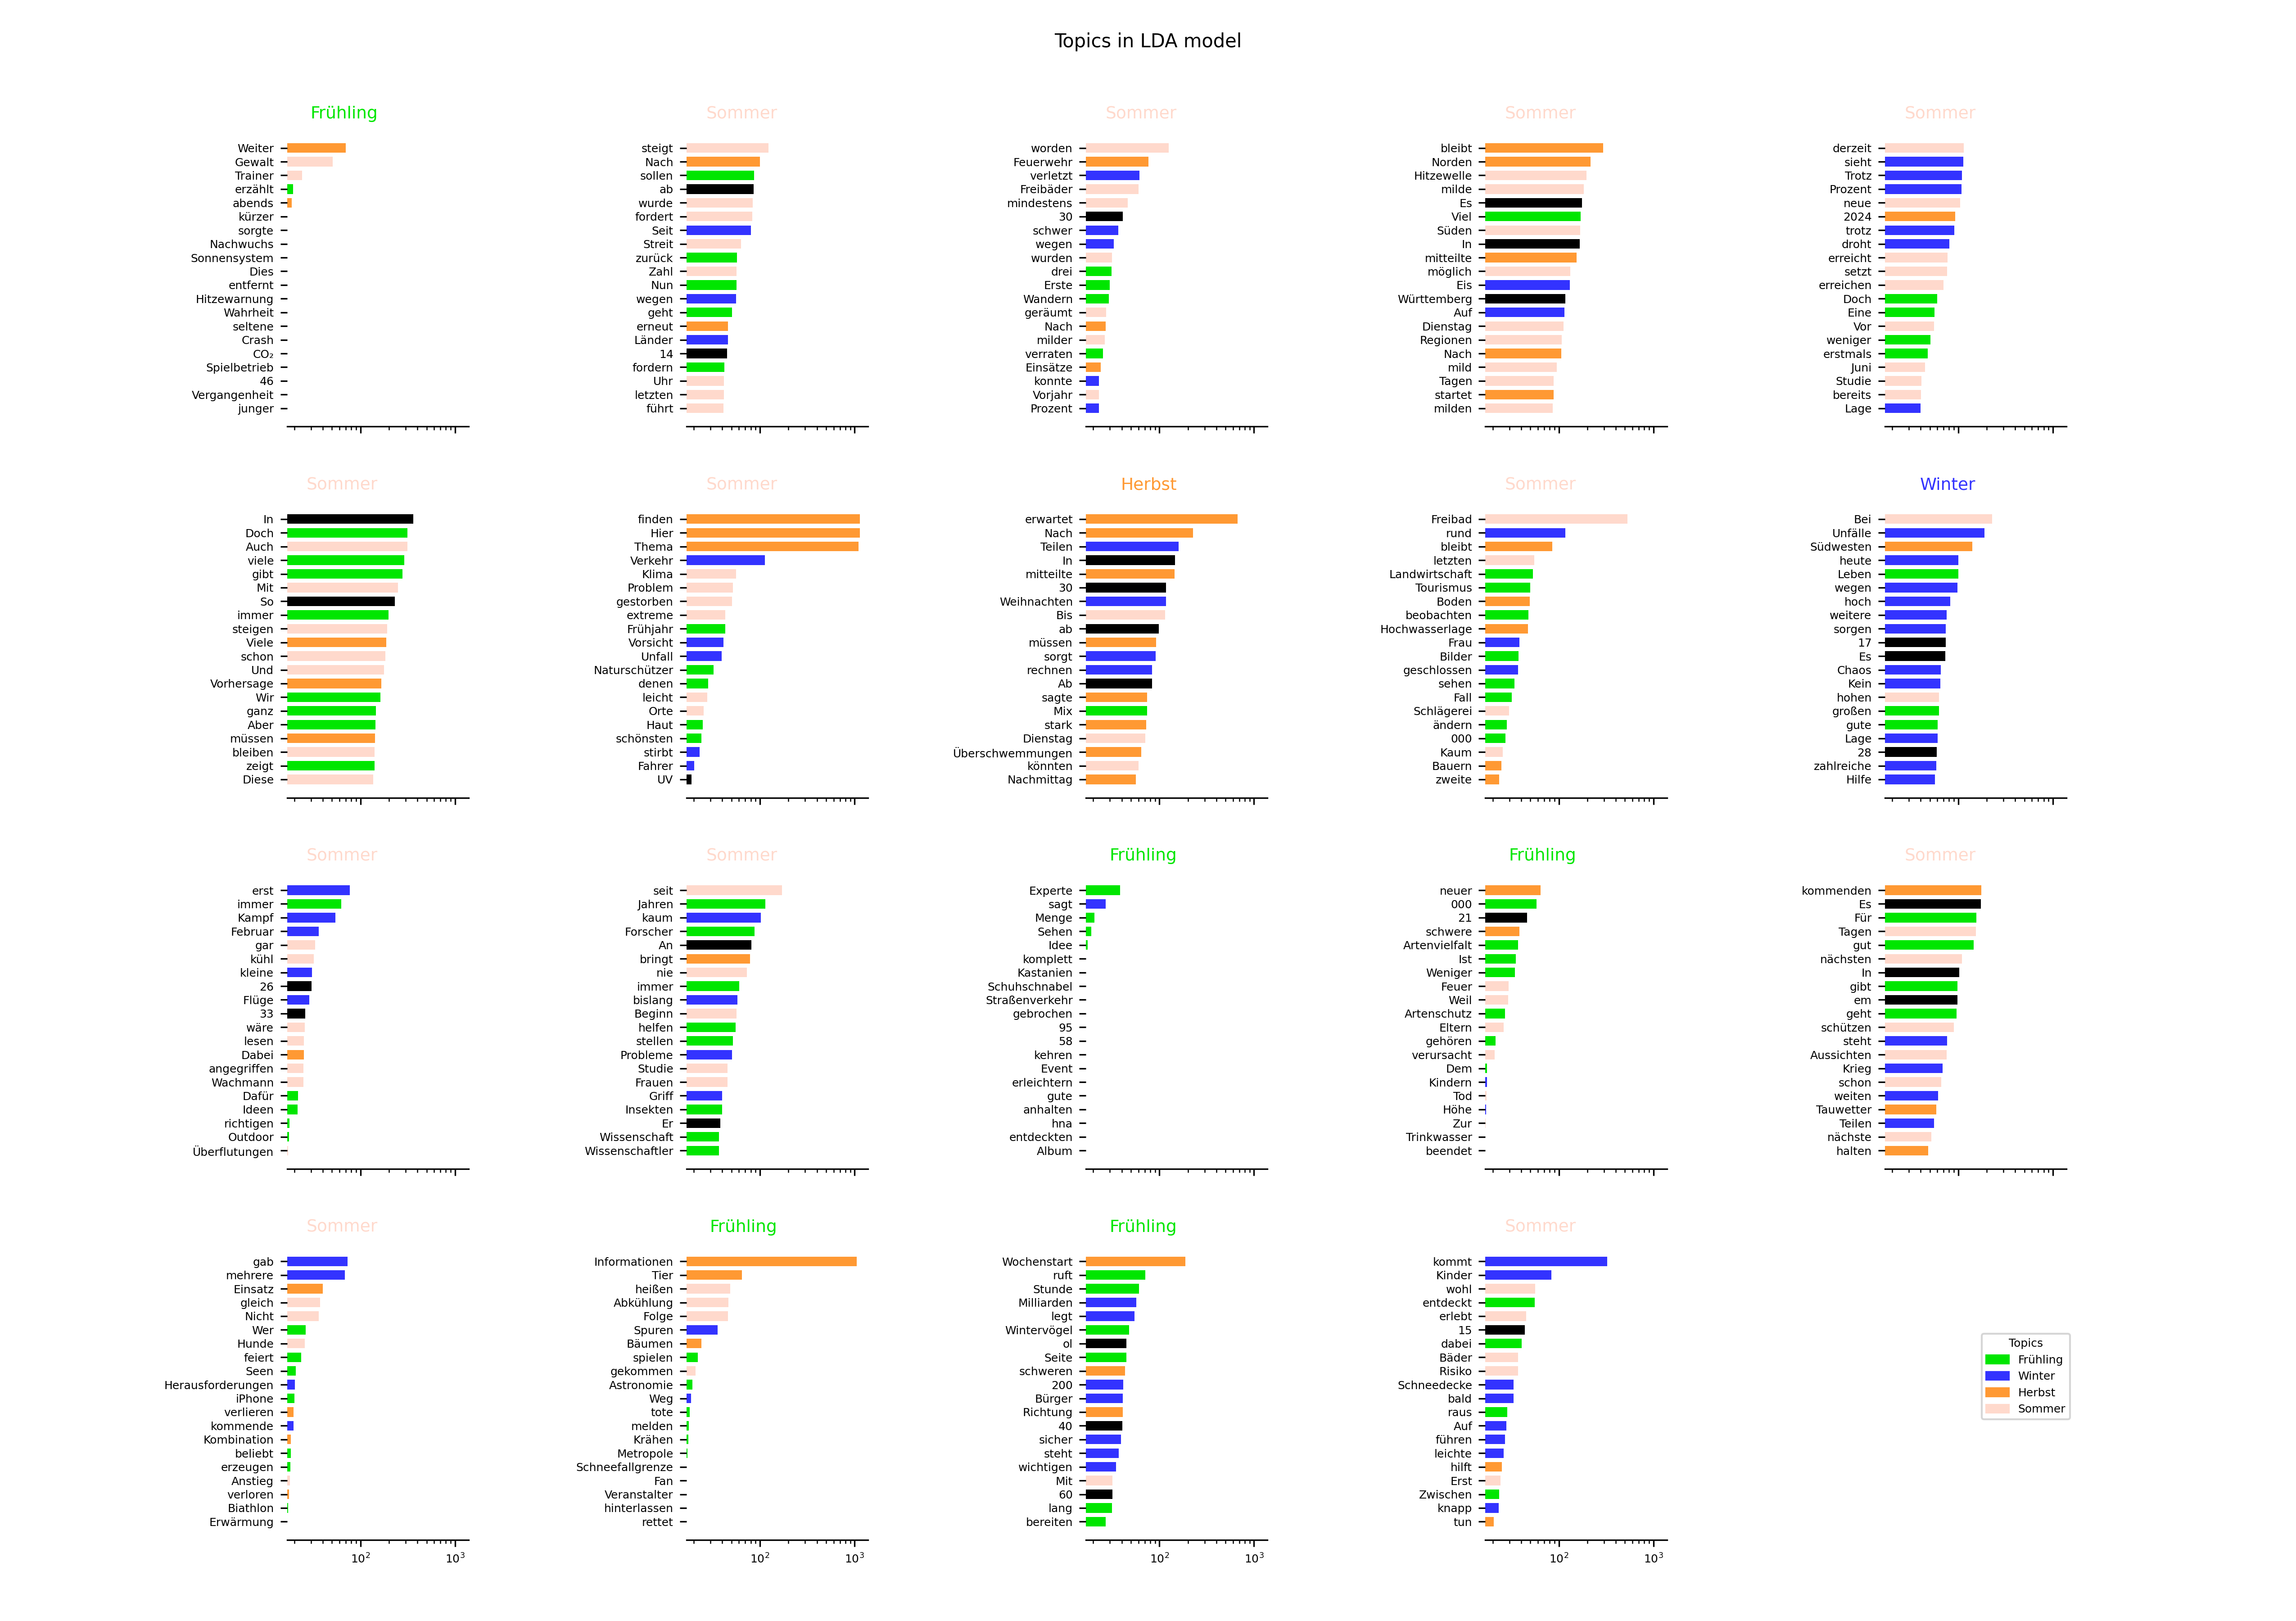 Topics in LDA model
Frühling
Weiter
Gewalt
Trainer
erzählt
abends
kürzer
sorgte
Nachwuchs
Sonnensystem
Dies
entfernt
Hitzewarnung
Wahrheit
seltene
Crash
CO₂
Spielbetrieb
46
Vergangenheit
junger
Sommer
steigt
Nach
sollen
ab
wurde
fordert
Seit
Streit
zurück
Zahl
Nun
wegen
geht
erneut
Länder
14
fordern
Uhr
letzten
führt
Sommer
worden
Feuerwehr
verletzt
Freibäder
mindestens
30
schwer
wegen
wurden
drei
Erste
Wandern
geräumt
Nach
milder
verraten
Einsätze
konnte
Vorjahr
Prozent
Sommer
bleibt
Norden
Hitzewelle
milde
Es
Viel
Süden
In
mitteilte
möglich
Eis
Württemberg
Auf
Dienstag
Regionen
Nach
mild
Tagen
startet
milden
Sommer
derzeit
sieht
Trotz
Prozent
neue
2024
trotz
droht
erreicht
setzt
erreichen
Doch
Eine
Vor
weniger
erstmals
Juni
Studie
bereits
Lage
Sommer
In
Doch
Auch
viele
gibt
Mit
So
immer
steigen
Viele
schon
Und
Vorhersage
Wir
ganz
Aber
müssen
bleiben
zeigt
Diese
Sommer
finden
Hier
Thema
Verkehr
Klima
Problem
gestorben
extreme
Frühjahr
Vorsicht
Unfall
Naturschützer
denen
leicht
Orte
Haut
schönsten
stirbt
Fahrer
UV
Herbst
erwartet
Nach
Teilen
In
mitteilte
30
Weihnachten
Bis
ab
müssen
sorgt
rechnen
Ab
sagte
Mix
stark
Dienstag
Überschwemmungen
könnten
Nachmittag
Sommer
Freibad
rund
bleibt
letzten
Landwirtschaft
Tourismus
Boden
beobachten
Hochwasserlage
Frau
Bilder
geschlossen
sehen
Fall
Schlägerei
ändern
000
Kaum
Bauern
zweite
Winter
Bei
Unfälle
Südwesten
heute
Leben
wegen
hoch
weitere
sorgen
17
Es
Chaos
Kein
hohen
großen
gute
Lage
28
zahlreiche
Hilfe
Sommer
erst
immer
Kampf
Februar
gar
kühl
kleine
26
Flüge
33
wäre
lesen
Dabei
angegriffen
Wachmann
Dafür
Ideen
richtigen
Outdoor
Überflutungen
Sommer
seit
Jahren
kaum
Forscher
An
bringt
nie
immer
bislang
Beginn
helfen
stellen
Probleme
Studie
Frauen
Griff
Insekten
Er
Wissenschaft
Wissenschaftler
Frühling
Experte
sagt
Menge
Sehen
Idee
komplett
Kastanien
Schuhschnabel
Straßenverkehr
gebrochen
95
58
kehren
Event
erleichtern
gute
anhalten
hna
entdeckten
Album
Frühling
neuer
000
21
schwere
Artenvielfalt
Ist
Weniger
Feuer
Weil
Artenschutz
Eltern
gehören
verursacht
Dem
Kindern
Tod
Höhe
Zur
Trinkwasser
beendet
Sommer
kommenden
Es
Für
Tagen
gut
nächsten
In
gibt
em
geht
schützen
steht
Aussichten
Krieg
schon
weiten
Tauwetter
Teilen
nächste
halten
Sommer
gab
mehrere
Einsatz
gleich
Nicht
Wer
Hunde
feiert
Seen
Herausforderungen
iPhone
verlieren
kommende
Kombination
beliebt
erzeugen
Anstieg
verloren
Biathlon
Erwärmung
10² 10³
Frühling
Informationen
Tier
heißen
Abkühlung
Folge
Spuren
Bäumen
spielen
gekommen
Astronomie
Weg
tote
melden
Krähen
Metropole
Schneefallgrenze
Fan
Veranstalter
hinterlassen
rettet
10² 10³
Frühling
Wochenstart
ruft
Stunde
Milliarden
legt
Wintervögel
ol
Seite
schweren
200
Bürger
Richtung
40
sicher
steht
wichtigen
Mit
60
lang
bereiten
10² 10³
Sommer
kommt
Kinder
wohl
entdeckt
erlebt
15
dabei
Bäder
Risiko
Schneedecke
bald
raus
Auf
führen
leichte
hilft
Erst
Zwischen
knapp
tun
10² 10³
Topics
Frühling
Winter
Herbst
Sommer